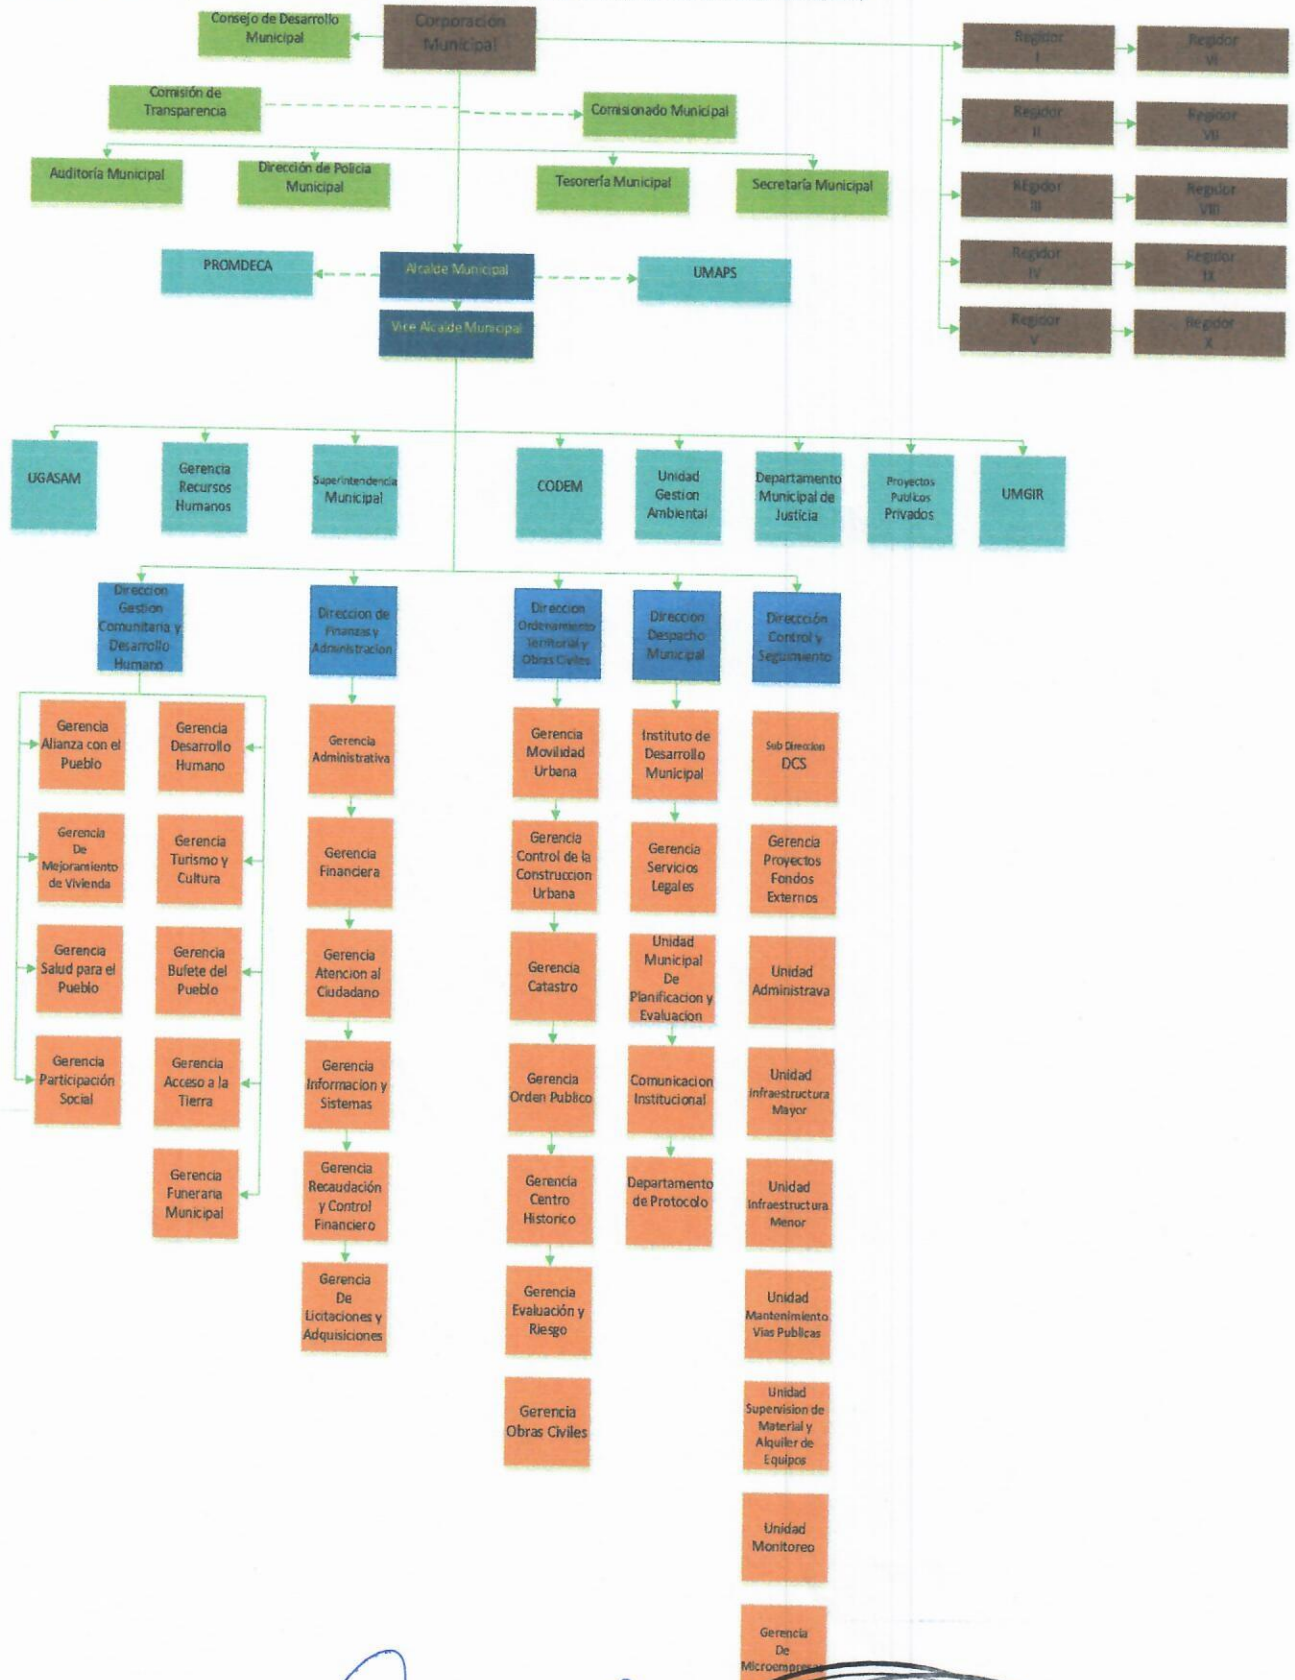 Consejo de Desarrollo
Municipal
Corporación
Municipal
Regidor
I
Regidor
VI
Comisión de
Transparencia
Comisionado Municipal
Regidor
II
Regidor
VII
Auditoría Municipal
Dirección de Policia
Municipal
Tesorería Municipal
Secretaría Municipal
REgidor
III
Regidor
VIII
PROMDECA
Alcalde Municipal
UMAPS
Regidor
IV
Regidor
IX
Vice Alcalde Municipal
Regidor
V
Regidor
X
UGASAM
Gerencia
Recursos
Humanos
Superintendencia
Municipal
CODEM
Unidad
Gestion
Ambiental
Departamento
Municipal de
Justicia
Proyectos
Publicos
Privados
UMGIR
Direccion
Gestion
Comunitaria y
Desarrollo
Humano
Direccion de
Finanzas y
Administracion
Direccion
Ordenamiento
Territorial y
Obras Civiles
Direccion
Despacho
Municipal
Direccción
Control y
Seguimiento
Gerencia
Alianza con el
Pueblo
Gerencia
Desarrollo
Humano
Gerencia
Administrativa
Gerencia
Movilidad
Urbana
Instituto de
Desarrollo
Municipal
Sub Direccion
DCS
Gerencia
De
Mejoramiento
de Vivienda
Gerencia
Turismo y
Cultura
Gerencia
Financiera
Gerencia
Control de la
Construccion
Urbana
Gerencia
Servicios
Legales
Gerencia
Proyectos
Fondos
Externos
Gerencia
Salud para el
Pueblo
Gerencia
Bufete del
Pueblo
Gerencia
Atencion al
Ciudadano
Gerencia
Catastro
Unidad
Municipal
De
Planificacion y
Evaluacion
Unidad
Administrava
Gerencia
Participación
Social
Gerencia
Acceso a la
Tierra
Gerencia
Informacion y
Sistemas
Gerencia
Orden Publico
Comunicacion
Institucional
Unidad
Infraestructura
Mayor
Gerencia
Funeraria
Municipal
Gerencia
Recaudación
y Control
Financiero
Gerencia
Centro
Historico
Departamento
de Protocolo
Unidad
Infraestructura
Menor
Gerencia
De
Licitaciones y
Adquisiciones
Gerencia
Evaluación y
Riesgo
Unidad
Mantenimiento
Vias Publicas
Gerencia
Obras Civiles
Unidad
Supervision de
Material y
Alquiler de
Equipos
Unidad
Monitoreo
Gerencia
De